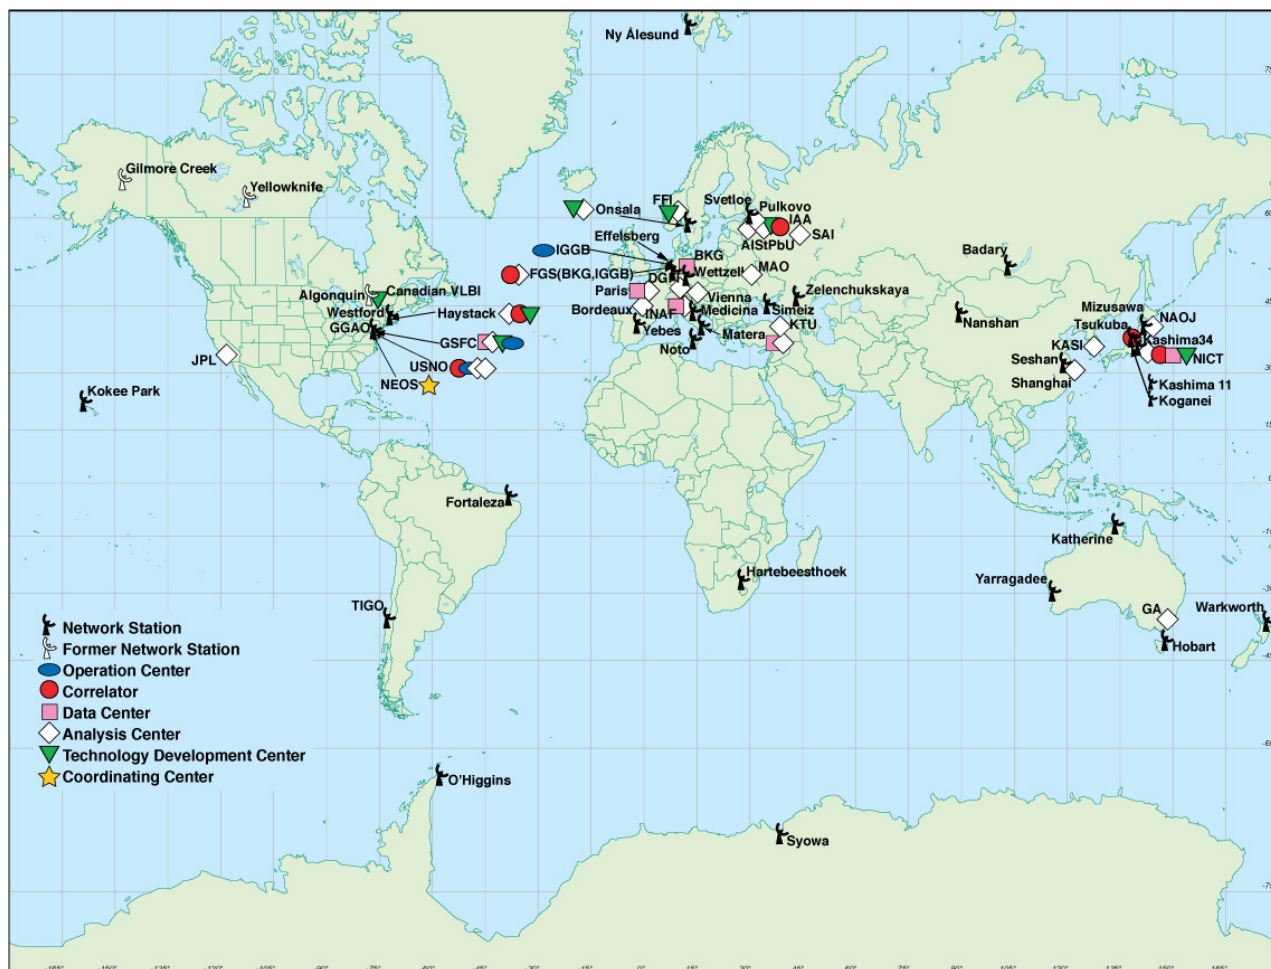 Ny Ålesund
Gilmore Creek
Yellowknife
FFI
Svetloe
Pulkovo
Onsala
IAA
SAI
AIStPbU
Effelsberg
IGGB
BKG
Badary
FGS(BKG,IGGB)
Wettzell
MAO
Paris
Vienna
Zelenchukskaya
Algonquin
Canadian VLBI
Bordeaux
INAF
Medicina
Simeiz
Mizusawa
Westford
Haystack
Nanshan
NAOJ
GGAO
Yebes
Matera
KTU
Tsukuba
Kashima34
GSFC
Noto
KASI
JPL
Seshan
NICT
USNO
Shanghai
NEOS
Kashima 11
Kokee Park
Koganei
Fortaleza
Katherine
Hartebeesthoek
Yarragadee
TIGO
GA
Warkworth
Hobart
Network Station
Former Network Station
Operation Center
Correlator
Data Center
Analysis Center
Technology Development Center
Coordinating Center
O'Higgins
Syowa